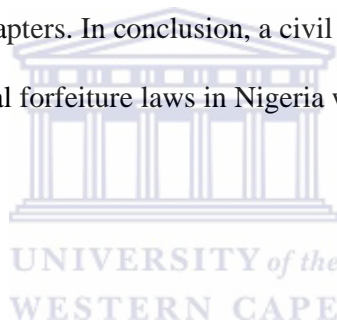 apters. In conclusion, a civil
al forfeiture laws in Nigeria
UNIVERSITY of the
WESTERN CAPE